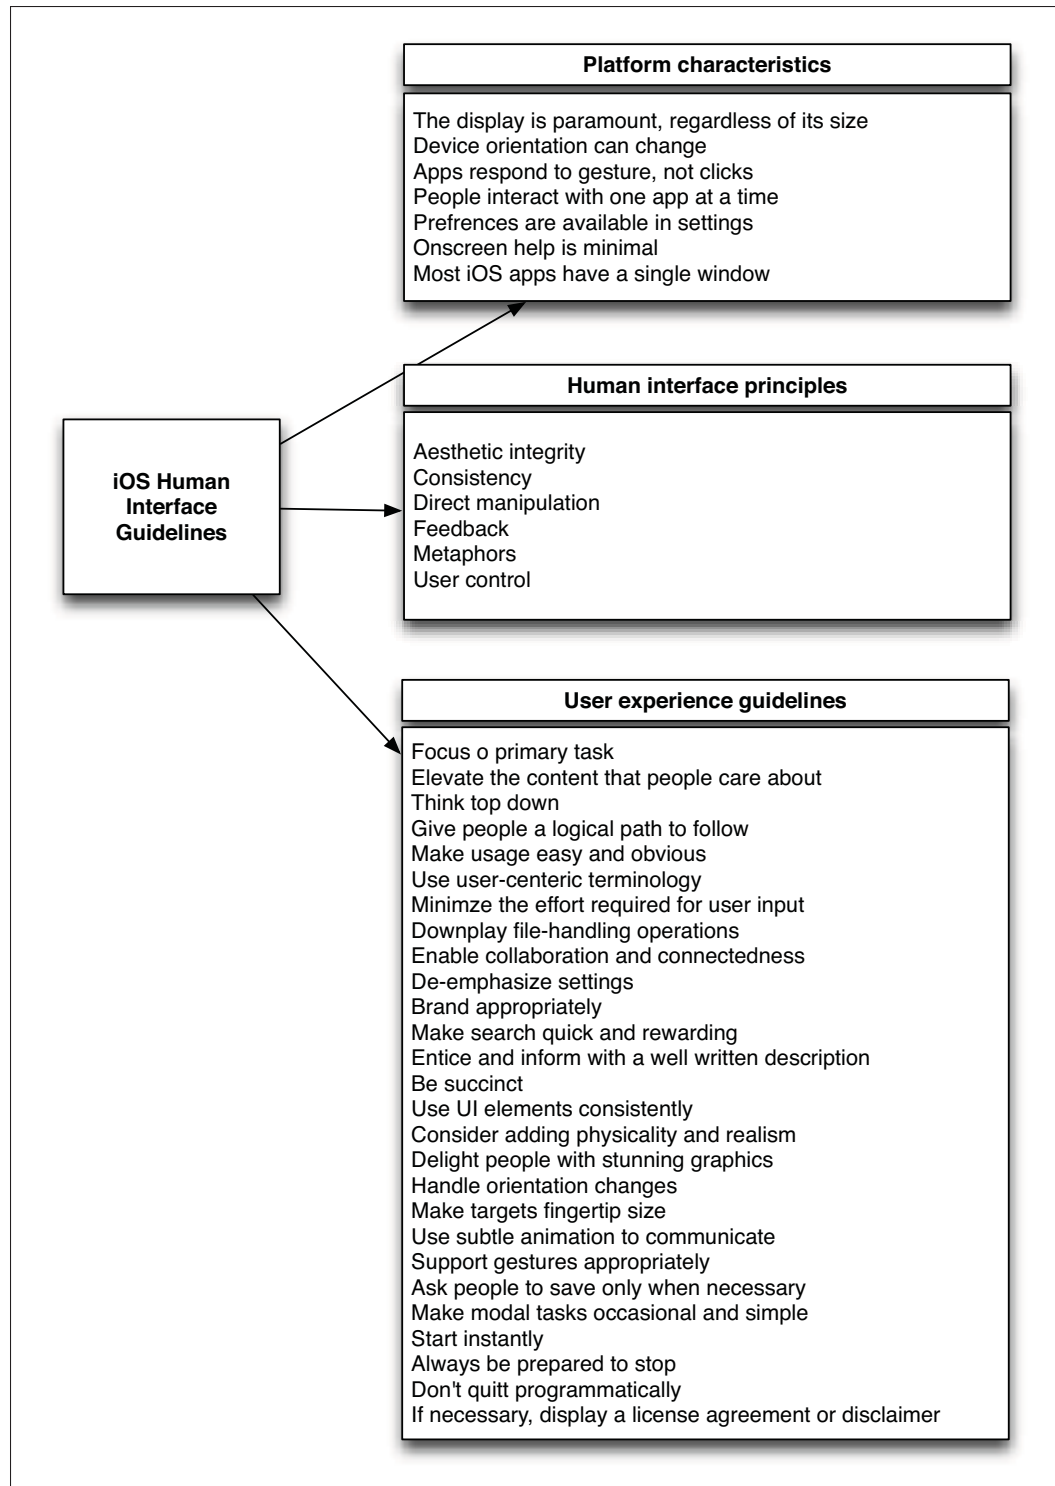 Platform characteristics
The display is paramount, regardless of its size
Device orientation can change
Apps respond to gesture, not clicks
People interact with one app at a time
Prefrences are available in settings
Onscreen help is minimal
Most iOS apps have a single window
Human interface principles
Aesthetic integrity
Consistency
Direct manipulation
Feedback
Metaphors
User control
iOS Human
Interface
Guidelines
User experience guidelines
Focus o primary task
Elevate the content that people care about
Think top down
Give people a logical path to follow
Make usage easy and obvious
Use user-centeric terminology
Minimze the effort required for user input
Downplay file-handling operations
Enable collaboration and connectedness
De-emphasize settings
Brand appropriately
Make search quick and rewarding
Entice and inform with a well written description
Be succinct
Use UI elements consistently
Consider adding physicality and realism
Delight people with stunning graphics
Handle orientation changes
Make targets fingertip size
Use subtle animation to communicate
Support gestures appropriately
Ask people to save only when necessary
Make modal tasks occasional and simple
Start instantly
Always be prepared to stop
Don't quitt programmatically
If necessary, display a license agreement or disclaimer